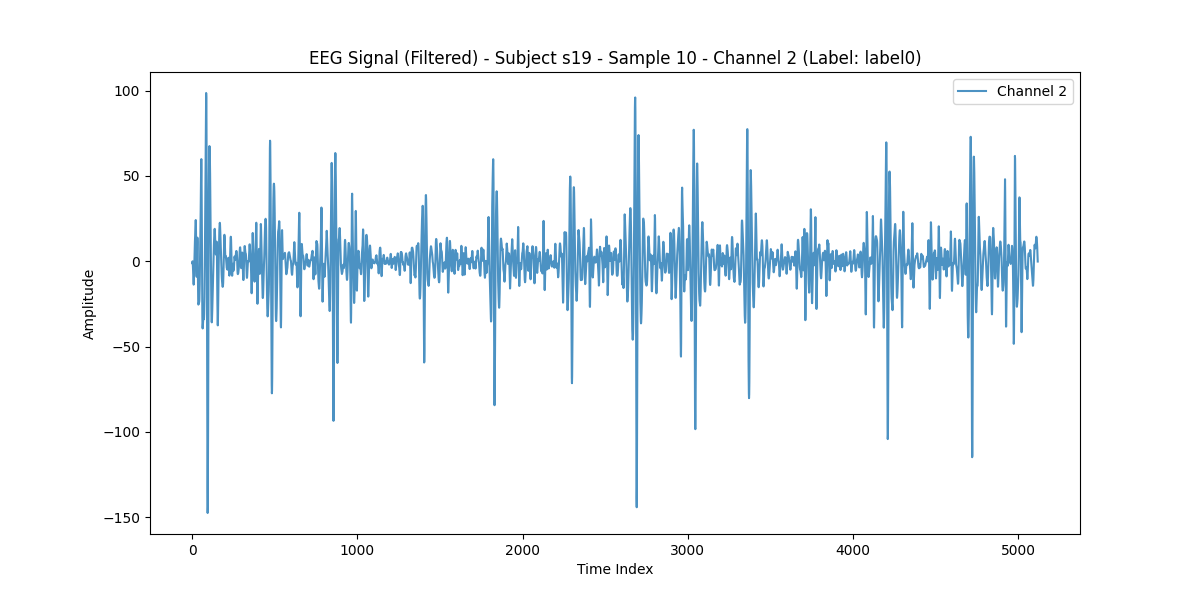 EEG Signal (Filtered) - Subject s19 - Sample 10 - Channel 2 (Label: label0)
Channel 2
100
50
0
−50
−100
−150
Amplitude
0 1000 2000 3000 4000 5000
Time Index